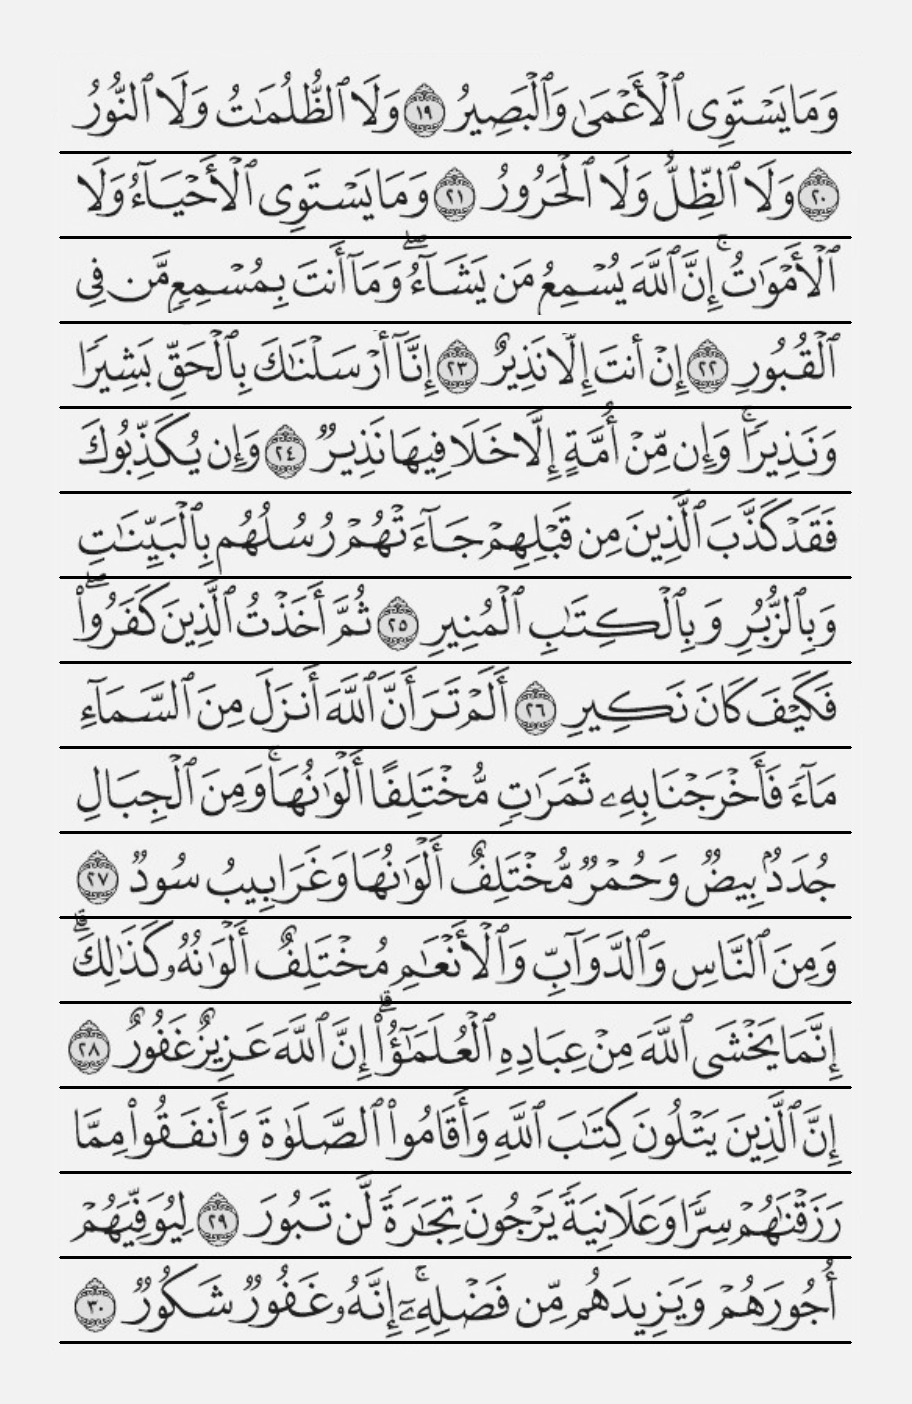 وَمَا يَسْتَوِى ٱلْأَعْمَىٰ وَٱلْبَصِيرُ ١٩ وَلَا ٱلظُّلُمَـٰتُ وَلَا ٱلنُّورُ
٢٠ وَلَا ٱلظِّلُّ وَلَا ٱلْحَرُورُ ٢١ وَمَا يَسْتَوِى ٱلْأَحْيَآءُ وَلَا
ٱلْأَمْوَٰتُ ۚ إِنَّ ٱللَّهَ يُسْمِعُ مَن يَشَآءُ ۖ وَمَآ أَنتَ بِمُسْمِعٍ مَّن فِى
ٱلْقُبُورِ ٢٢ إِنْ أَنتَ إِلَّا نَذِيرٌ ٢٣ إِنَّآ أَرْسَلْنَـٰكَ بِٱلْحَقِّ بَشِيرًا
وَنَذِيرًا ۚ وَإِن مِّنْ أُمَّةٍ إِلَّا خَلَا فِيهَا نَذِيرٌ ٢٤ وَإِن يُكَذِّبُوكَ
فَقَدْ كَذَّبَ ٱلَّذِينَ مِن قَبْلِهِمْ جَآءَتْهُمْ رُسُلُهُم بِٱلْبَيِّنَـٰتِ
وَبِٱلزُّبُرِ وَبِٱلْكِتَـٰبِ ٱلْمُنِيرِ ٢٥ ثُمَّ أَخَذْتُ ٱلَّذِينَ كَفَرُوا۟ ۖ
فَكَيْفَ كَانَ نَكِيرِ ٢٦ أَلَمْ تَرَ أَنَّ ٱللَّهَ أَنزَلَ مِنَ ٱلسَّمَآءِ
مَآءً فَأَخْرَجْنَا بِهِۦ ثَمَرَٰتٍ مُّخْتَلِفًا أَلْوَٰنُهَا ۚ وَمِنَ ٱلْجِبَالِ
جُدَدٌۢ بِيضٌ وَحُمْرٌ مُّخْتَلِفٌ أَلْوَٰنُهَا وَغَرَابِيبُ سُودٌ ٢٧
وَمِنَ ٱلنَّاسِ وَٱلدَّوَآبِّ وَٱلْأَنْعَـٰمِ مُخْتَلِفٌ أَلْوَٰنُهُۥ كَذَٰلِكَ ۗ
إِنَّمَا يَخْشَى ٱللَّهَ مِنْ عِبَادِهِ ٱلْعُلَمَـٰٓؤُا۟ ۗ إِنَّ ٱللَّهَ عَزِيزٌ غَفُورٌ ٢٨
إِنَّ ٱلَّذِينَ يَتْلُونَ كِتَـٰبَ ٱللَّهِ وَأَقَامُوا۟ ٱلصَّلَوٰةَ وَأَنفَقُوا۟ مِمَّا
رَزَقْنَـٰهُمْ سِرًّا وَعَلَانِيَةً يَرْجُونَ تِجَـٰرَةً لَّن تَبُورَ ٢٩ لِيُوَفِّيَهُمْ
أُجُورَهُمْ وَيَزِيدَهُم مِّن فَضْلِهِۦٓ ۚ إِنَّهُۥ غَفُورٌ شَكُورٌ ٣٠